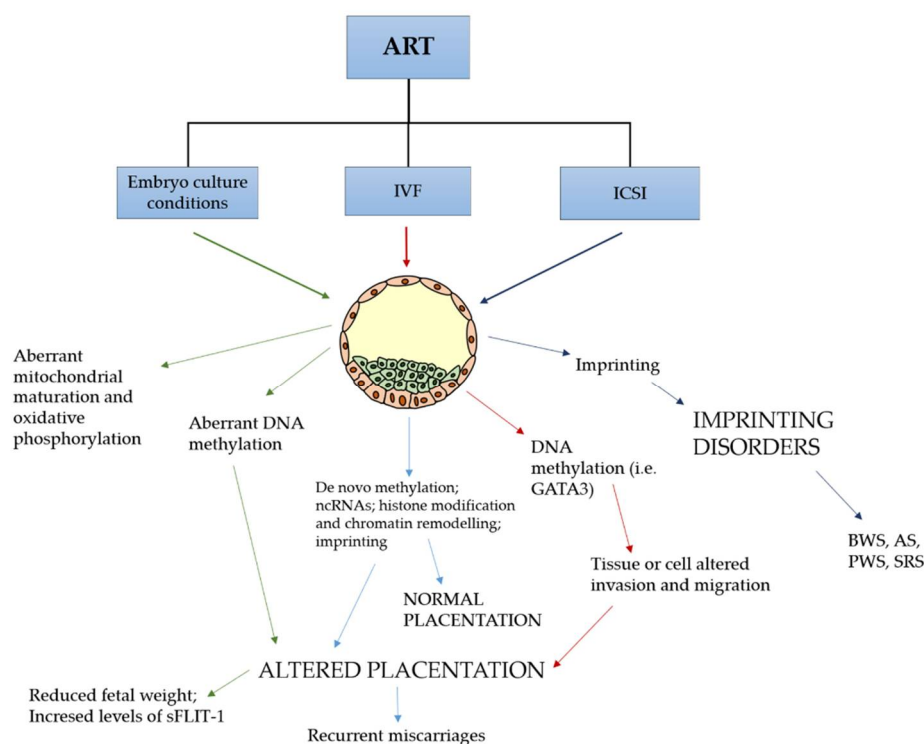 ART
Embryo culture
conditions
IVF
ICSI
Aberrant
mitochondrial
maturation and
oxidative
phosphorylation
Aberrant DNA
methylation
De novo methylation;
ncRNAs; histone modification
and chromatin remodelling;
imprinting
NORMAL
PLACENTATION
DNA
methylation (i.e.
GATA3)
Tissue or cell altered
invasion and migration
Imprinting
IMPRINTING
DISORDERS
BWS, AS,
PWS, SRS
ALTERED PLACENTATION
Reduced fetal weight;
Incresed levels of sFLIT-1
Recurrent miscarriages